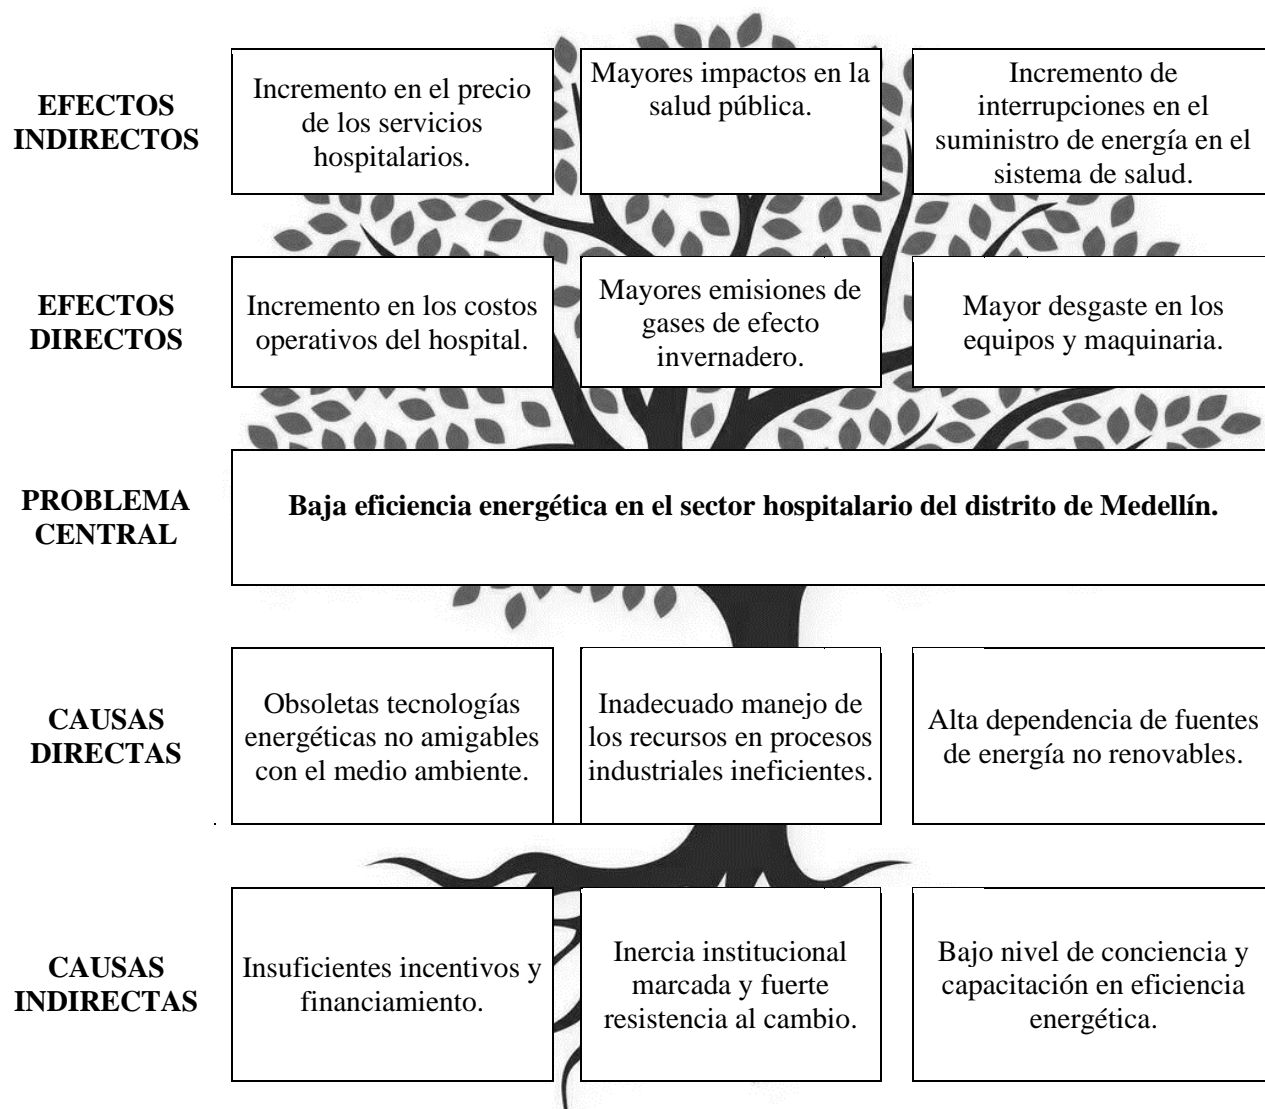 EFECTOS
INDIRECTOS
Incremento en el precio
de los servicios
hospitalarios.
Mayores impactos en la
salud pública.
Incremento de
interrupciones en el
suministro de energía en el
sistema de salud.
EFECTOS
DIRECTOS
Incremento en los costos
operativos del hospital.
Mayores emisiones de
gases de efecto
invernadero.
Mayor desgaste en los
equipos y maquinaria.
PROBLEMA
CENTRAL
Baja eficiencia energética en el sector hospitalario del distrito de Medellín.
CAUSAS
DIRECTAS
Obsoletas tecnologías
energéticas no amigables
con el medio ambiente.
Inadecuado manejo de
los recursos en procesos
industriales ineficientes.
Alta dependencia de fuentes
de energía no renovables.
CAUSAS
INDIRECTAS
Insuficientes incentivos y
financiamiento.
Inercia institucional
marcada y fuerte
resistencia al cambio.
Bajo nivel de conciencia y
capacitación en eficiencia
energética.